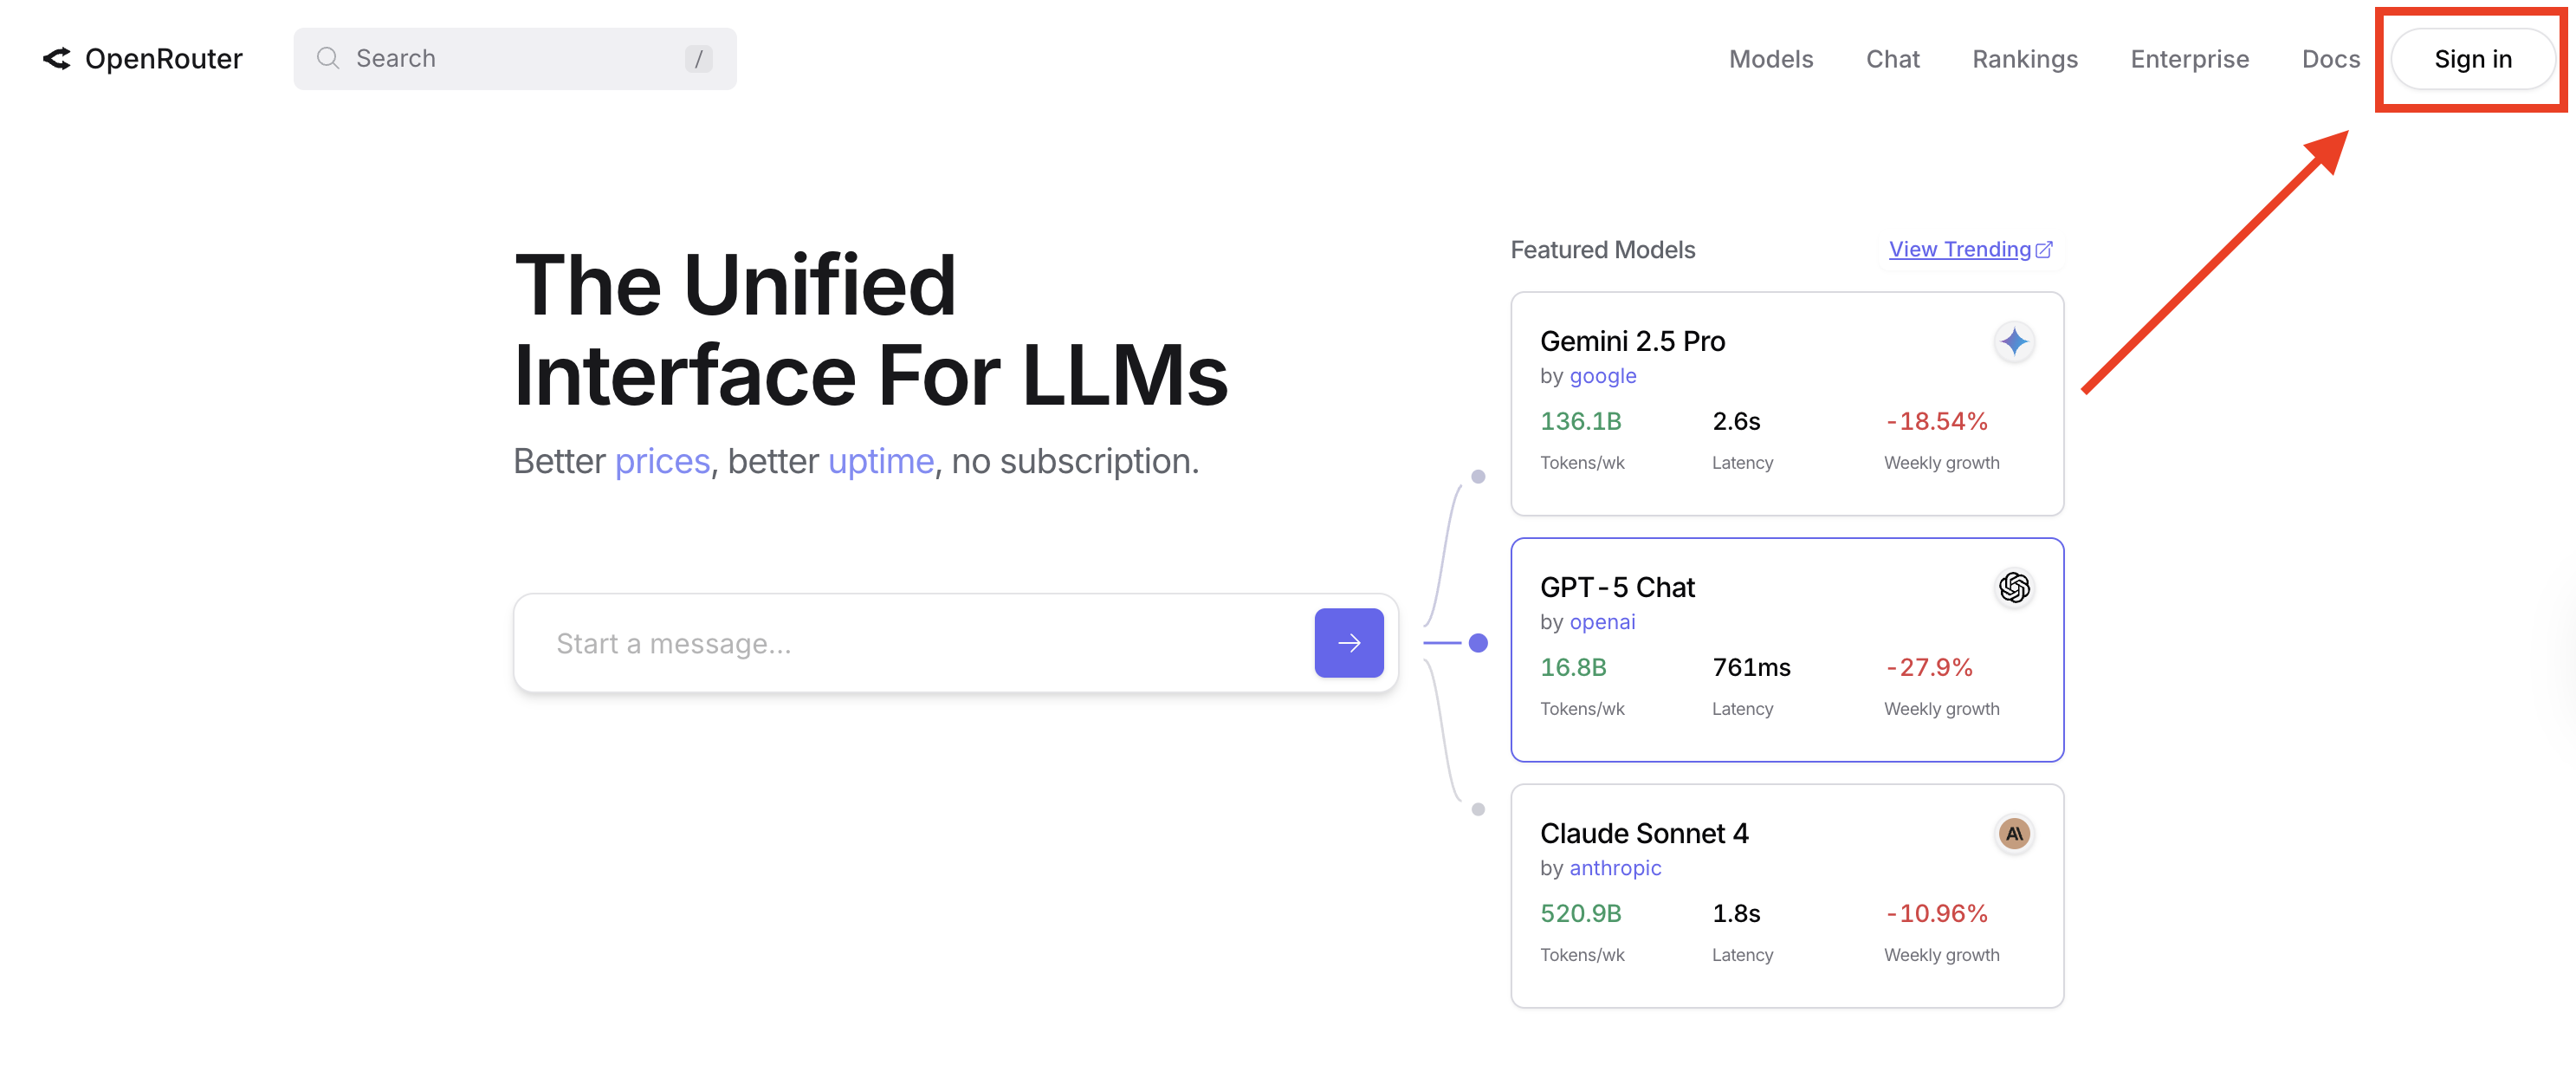 OpenRouter
Search
/
Models
Chat
Rankings
Enterprise
Docs
Sign in
The Unified
Interface For LLMs
Better prices, better uptime, no subscription.
Start a message...
Featured Models
View Trending
Gemini 2.5 Pro
by google
136.1B 2.6s -18.54%
Tokens/wk Latency Weekly growth
GPT-5 Chat
by openai
16.8B 761ms -27.9%
Tokens/wk Latency Weekly growth
Claude Sonnet 4
by anthropic
520.9B 1.8s -10.96%
Tokens/wk Latency Weekly growth